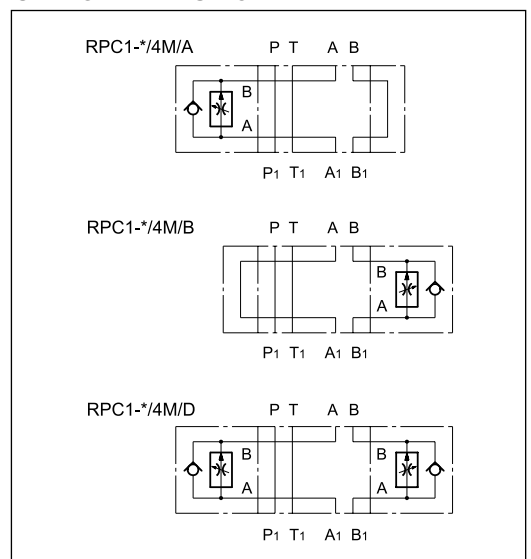 RPC1-*/4M/A
P T A B
B
A
P1 T1 A1 B1
RPC1-*/4M/B
P T A B
B
A
P1 T1 A1 B1
RPC1-*/4M/D
P T A B
B B
A A
P1 T1 A1 B1